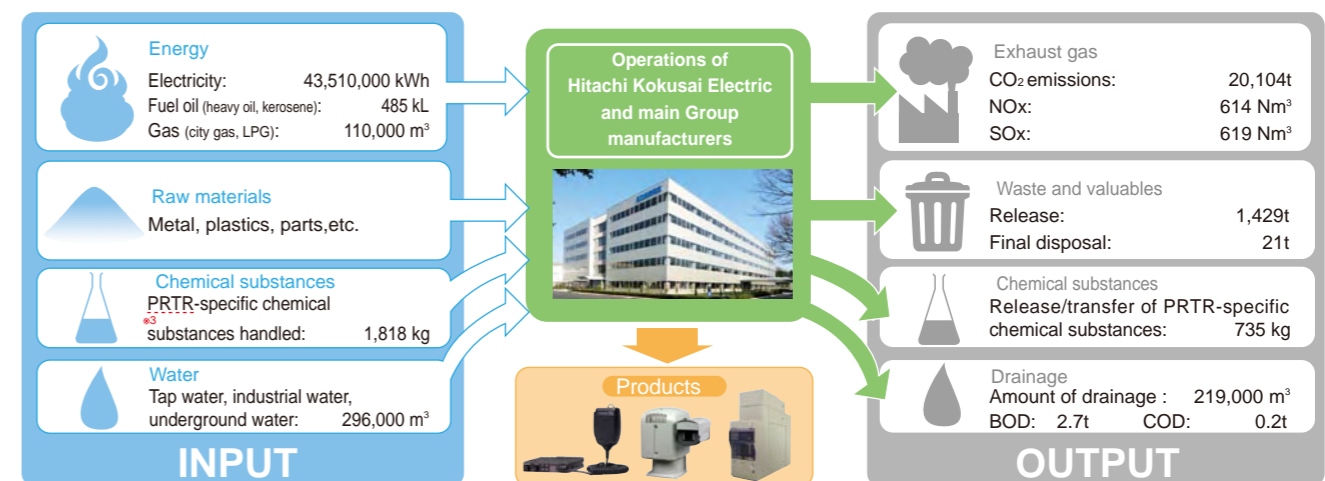 Energy
Electricity: 43,510,000 kWh
Fuel oil (heavy oil, kerosene): 485 kL
Gas (city gas, LPG): 110,000 m³
Raw materials
Metal, plastics, parts,etc.
Chemical substances
PRTR-specific chemical
※3
substances handled: 1,818 kg
Water
Tap water, industrial water,
underground water: 296,000 m³
INPUT
Operations of
Hitachi Kokusai Electric
and main Group
manufacturers
Products
Exhaust gas
CO₂ emissions: 20,104t
NOx: 614 Nm³
SOx: 619 Nm³
Waste and valuables
Release: 1,429t
Final disposal: 21t
Chemical substances
Release/transfer of PRTR-specific
chemical substances: 735 kg
Drainage
Amount of drainage : 219,000 m³
BOD: 2.7t COD: 0.2t
OUTPUT